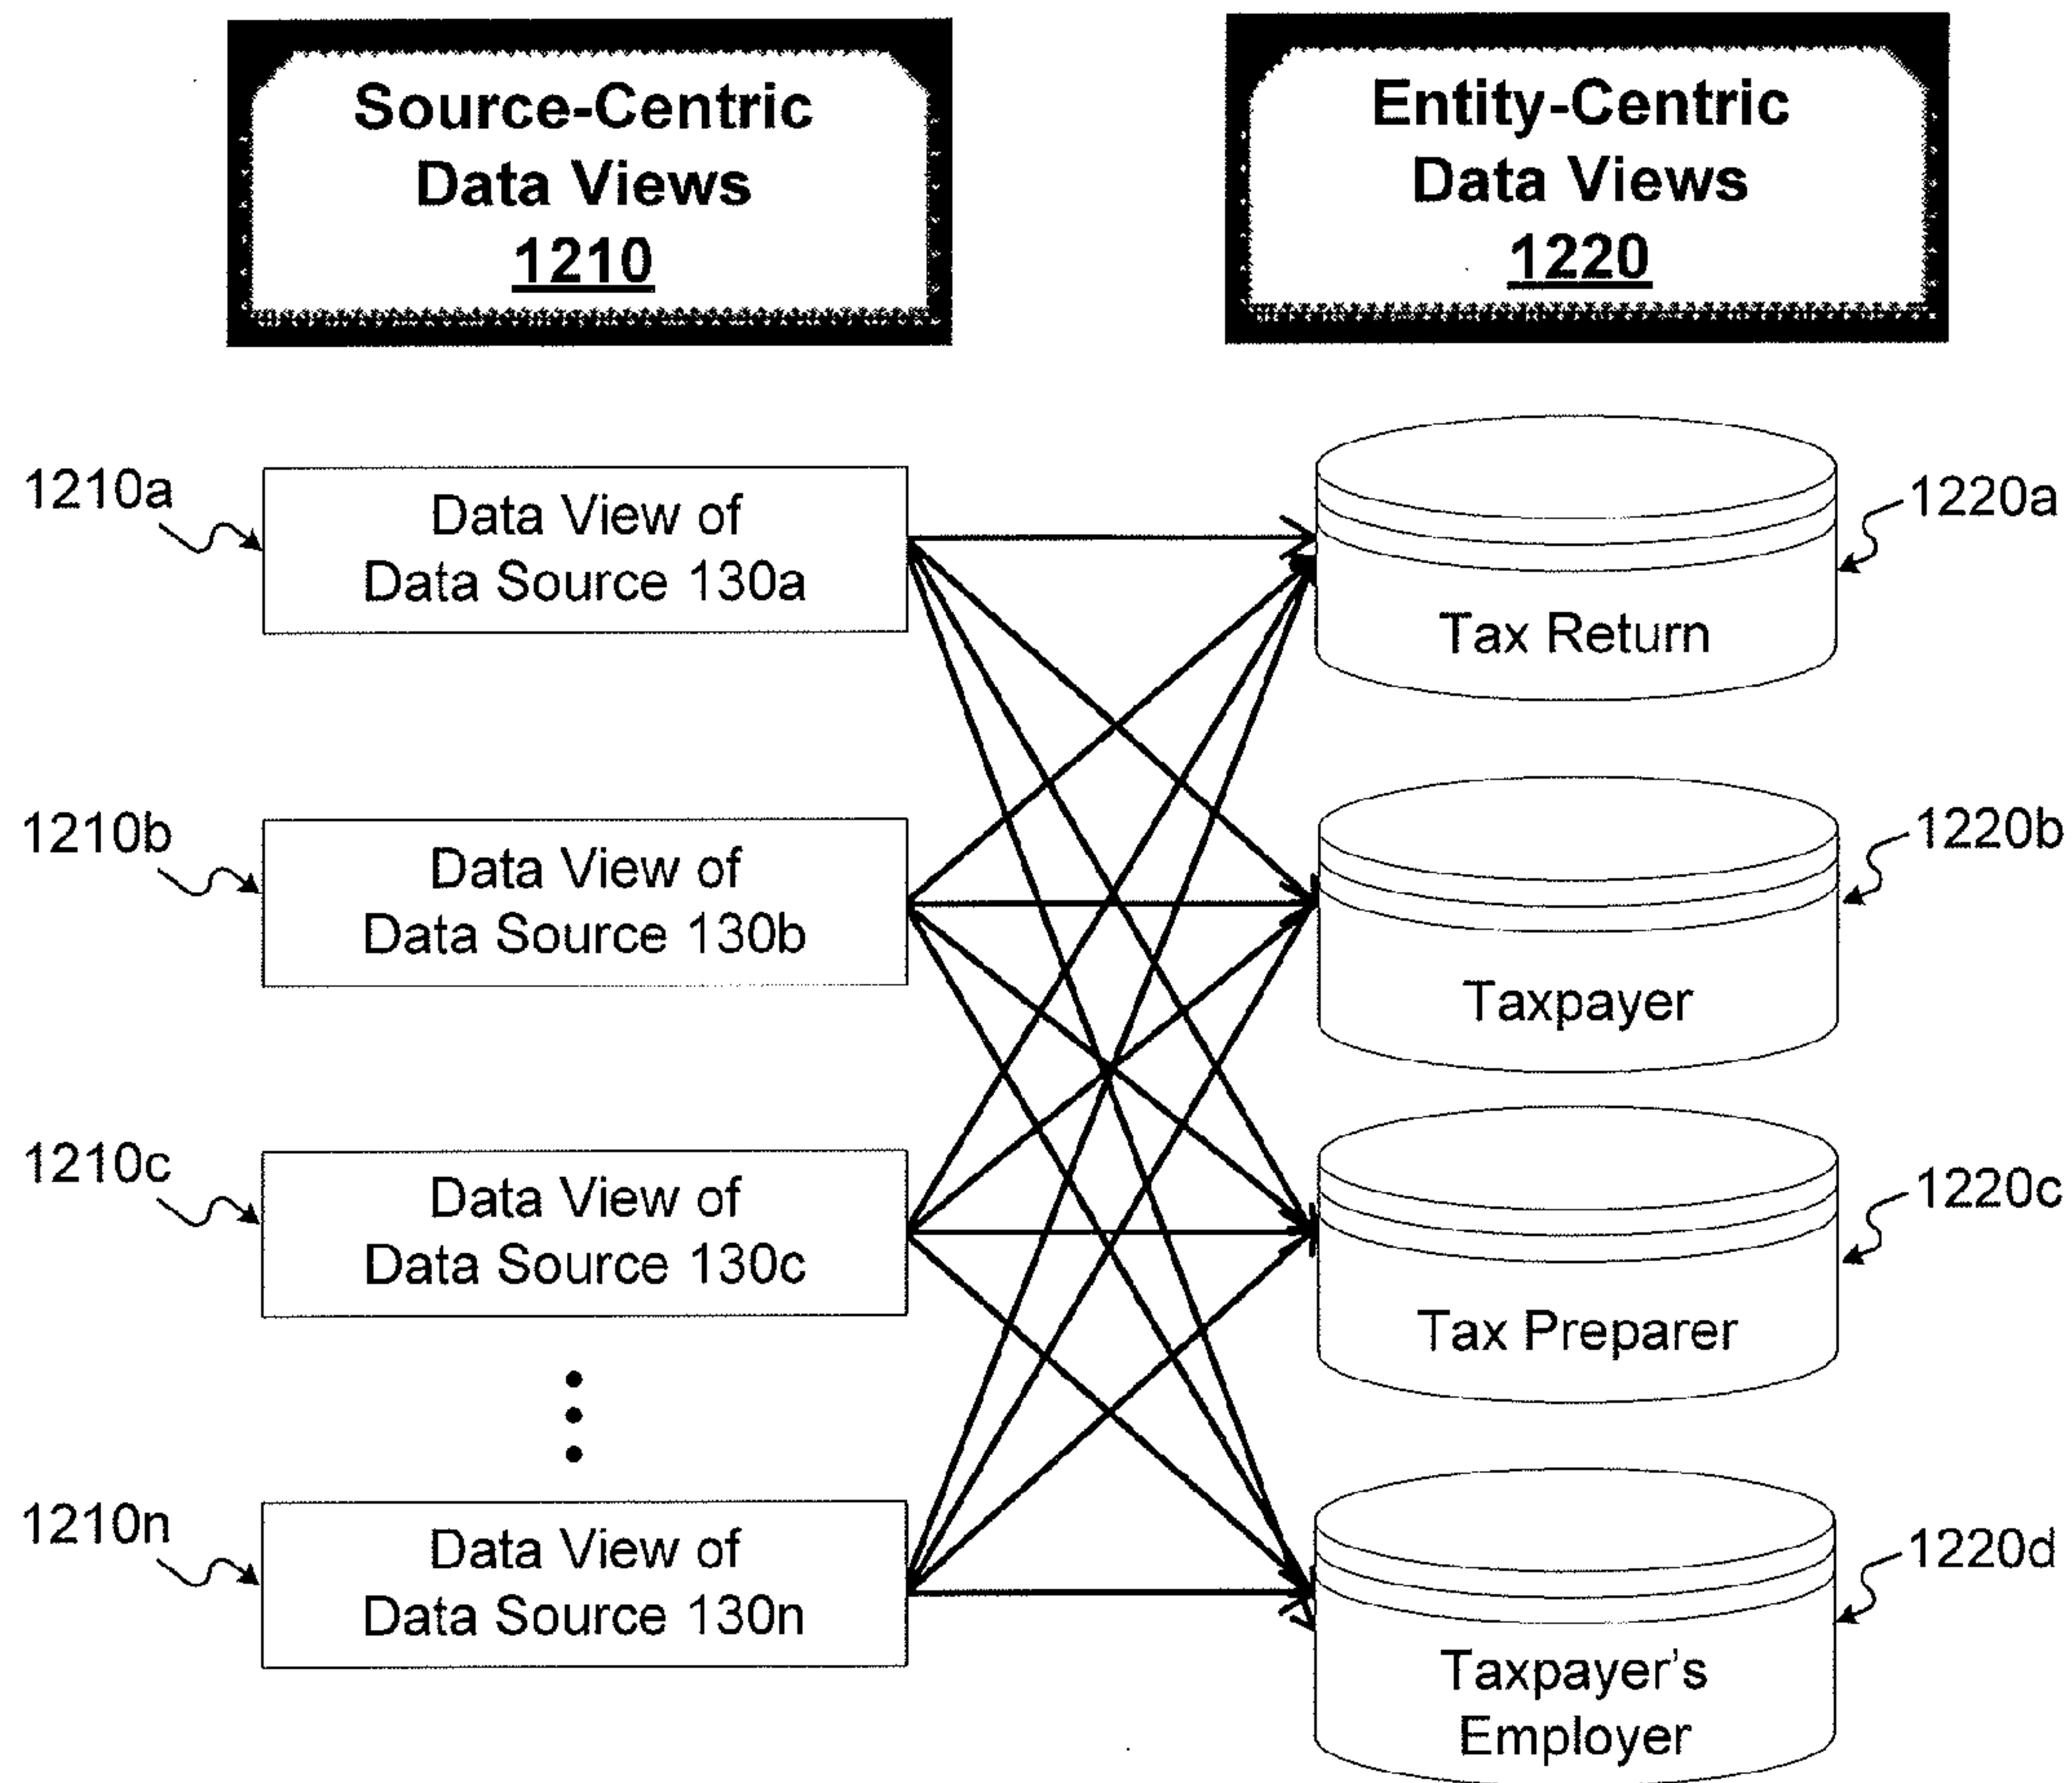 Source-Centric
Data Views
1210
Entity-Centric
Data Views
1220
1210a
Data View of
Data Source 130a
Tax Return
1220a
1210b
Data View of
Data Source 130b
Taxpayer
1220b
1210c
Data View of
Data Source 130c
Tax Preparer
1220c
1210n
Data View of
Data Source 130n
Taxpayer's
Employer
1220d